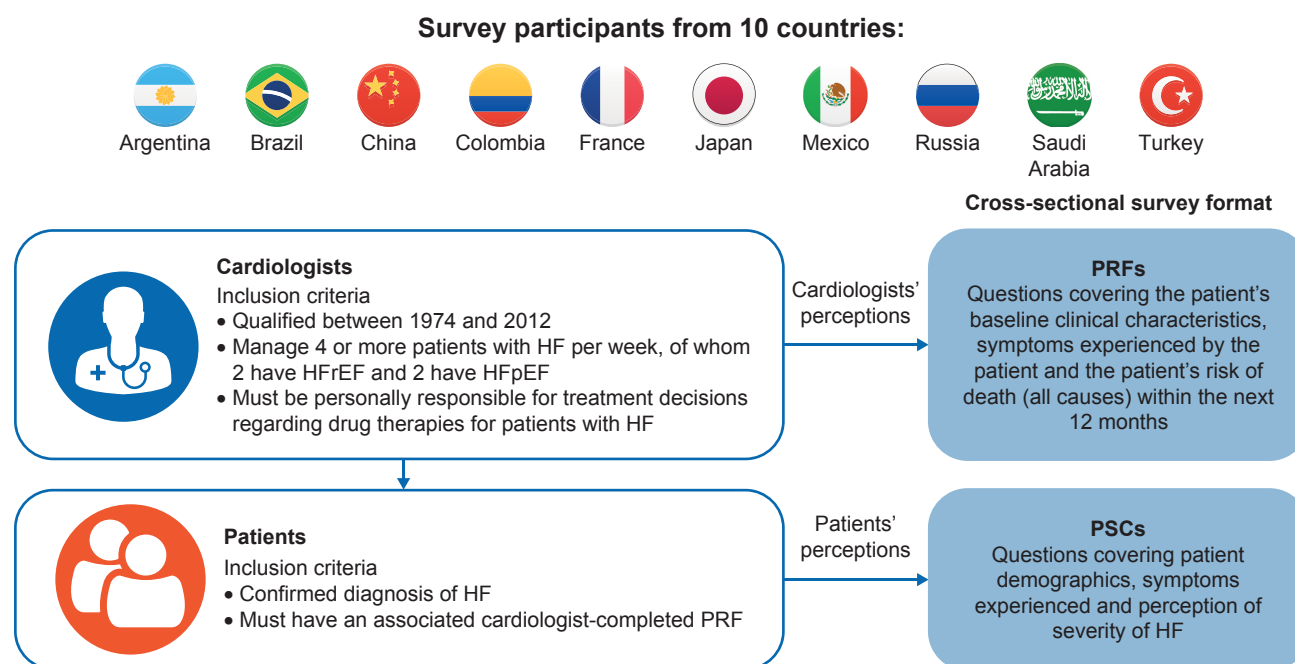 Survey participants from 10 countries:
Argentina
Brazil
China
Colombia
France
Japan
Mexico
Russia
Saudi
Arabia
Turkey
Cross-sectional survey format
Cardiologists
Inclusion criteria
• Qualified between 1974 and 2012
• Manage 4 or more patients with HF per week, of whom
2 have HFrEF and 2 have HFpEF
• Must be personally responsible for treatment decisions
regarding drug therapies for patients with HF
Cardiologists’
perceptions
PRFs
Questions covering the patient’s
baseline clinical characteristics,
symptoms experienced by the
patient and the patient’s risk of
death (all causes) within the next
12 months
Patients
Inclusion criteria
• Confirmed diagnosis of HF
• Must have an associated cardiologist-completed PRF
Patients’
perceptions
PSCs
Questions covering patient
demographics, symptoms
experienced and perception of
severity of HF